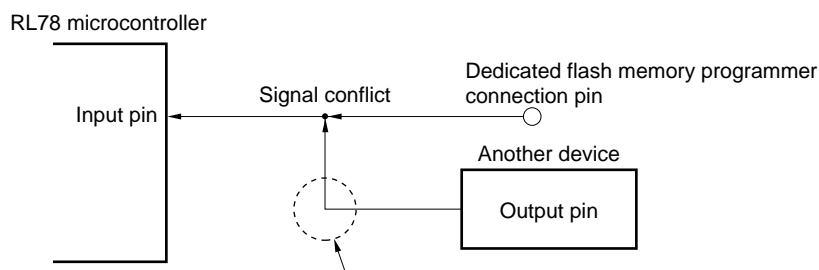 RL78 microcontroller
Input pin
Signal conflict
Dedicated flash memory programmer
connection pin
Another device
Output pin